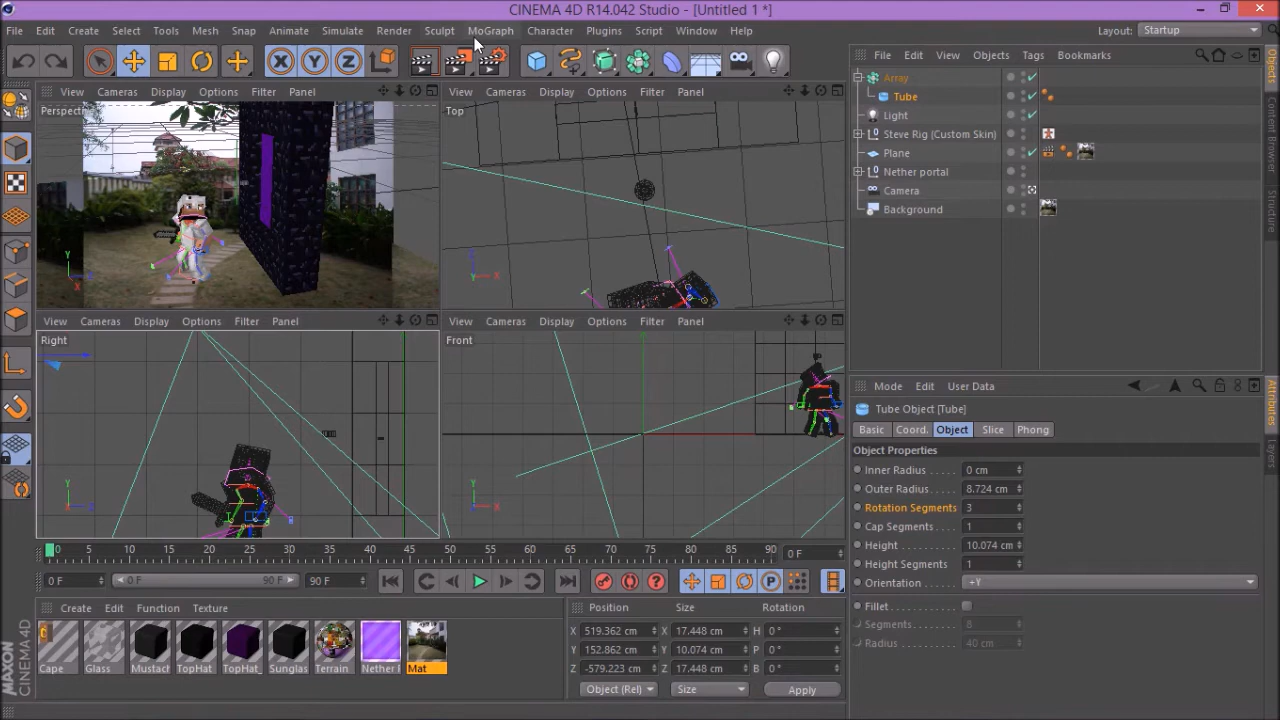 CINEMA 4D R14.042 Studio - [Untitled 1 *]
File Edit Create Select Tools Mesh Snap Animate Simulate Render Sculpt MoGraph Character Plugins Script Window Help Layout: Startup
File Edit View Objects Tags Bookmarks
Array
Tube
Light
Steve Rig (Custom Skin)
Plane
Nether portal
Camera
Background
Objects
Content Browser
Structure
View Cameras Display Options Filter Panel
View Cameras Display Options Filter Panel
Top
Y
X
View Cameras Display Options Filter Panel
Right
Y
View Cameras Display Options Filter Panel
Front
Y
X
Mode Edit User Data
Tube Object [Tube]
Basic Coord. Object Slice Phong
Object Properties
Inner Radius 0 cm
Outer Radius 8.724 cm
Rotation Segments 3
Cap Segments 1
Height 10.074 cm
Height Segments 1
Orientation +Y
Fillet
Segments 8
Radius 40 cm
Attributes
Layers
0 5 10 15 20 25 30 35 40 45 50 55 60 65 70 75 80 85 90 0 F
0 F 0 F 90 F 90 F
Create Edit Function Texture
Cape Glass Mustach TopHat TopHat_ Sunglas Terrain Nether F Mat
Position Size Rotation
X 519.362 cm X 17.448 cm H 0 °
Y 152.862 cm Y 10.074 cm P 0 °
Z -579.223 cm Z 17.448 cm B 0 °
Object (Rel) Size Apply
MAXON
CINEMA 4D